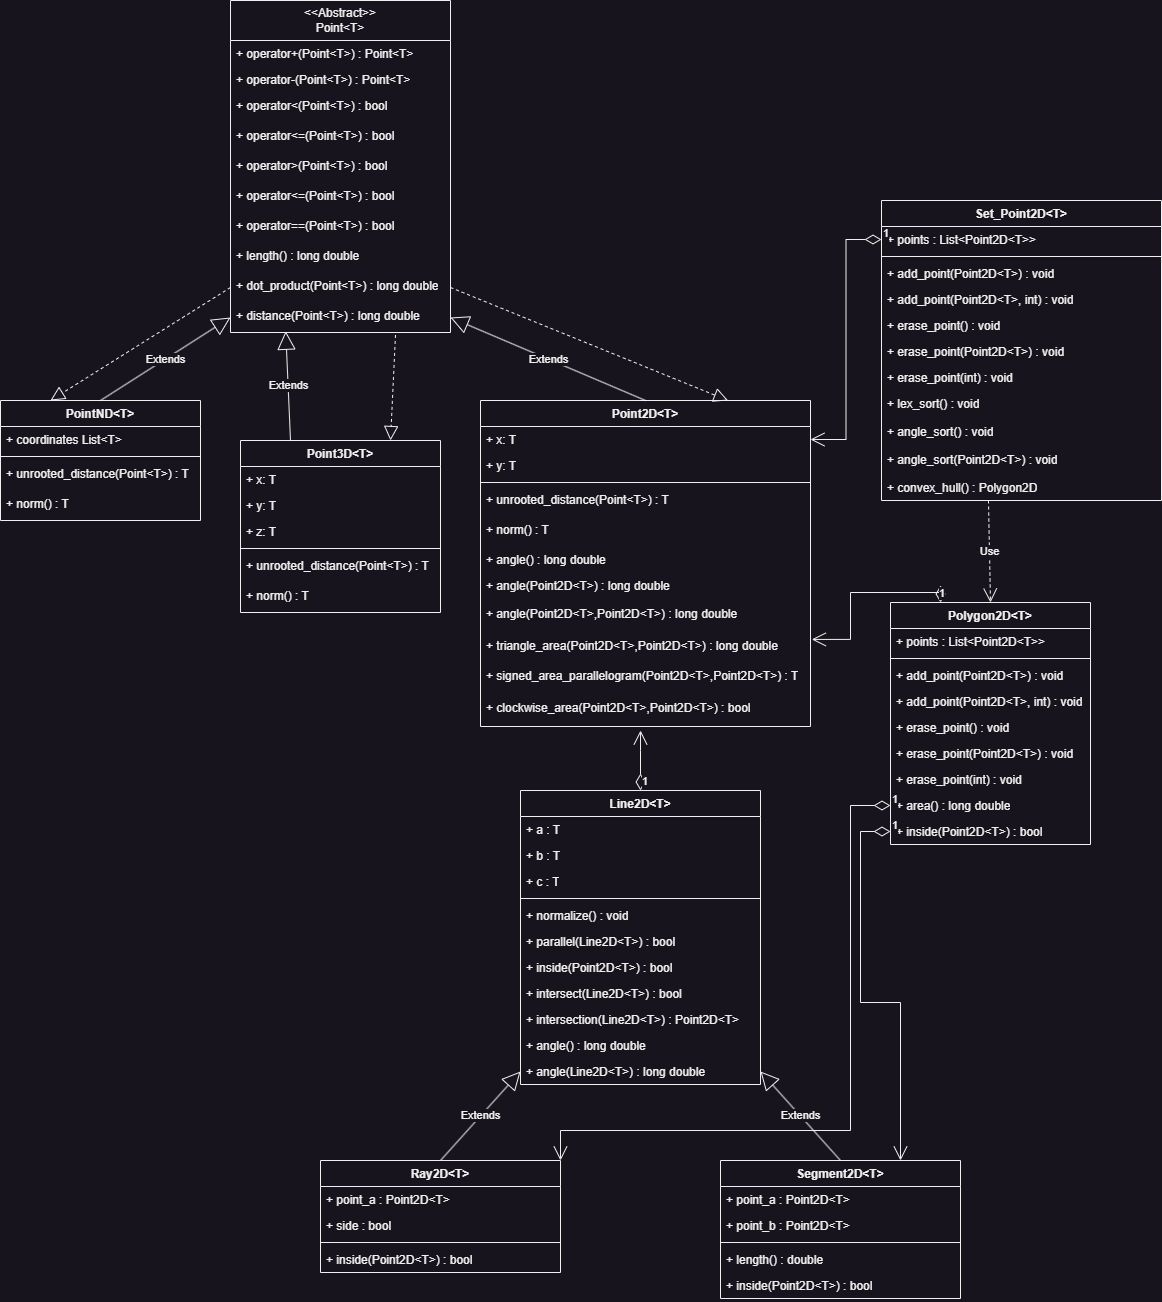 <<Abstract>>
Point<T>
+ operator+(Point<T>) : Point<T>
+ operator-(Point<T>) : Point<T>
+ operator<(Point<T>) : bool
+ operator<=(Point<T>) : bool
+ operator>(Point<T>) : bool
+ operator<=(Point<T>) : bool
+ operator==(Point<T>) : bool
+ length() : long double
+ dot_product(Point<T>) : long double
+ distance(Point<T>) : long double
Extends
Extends
Extends
PointND<T>
+ coordinates List<T>
+ unrooted_distance(Point<T>) : T
+ norm() : T
Point3D<T>
+ x: T
+ y: T
+ z: T
+ unrooted_distance(Point<T>) : T
+ norm() : T
Point2D<T>
+ x: T
+ y: T
+ unrooted_distance(Point<T>) : T
+ norm() : T
+ angle() : long double
+ angle(Point2D<T>) : long double
+ angle(Point2D<T>,Point2D<T>) : long double
+ triangle_area(Point2D<T>,Point2D<T>) : long double
+ signed_area_parallelogram(Point2D<T>,Point2D<T>) : T
+ clockwise_area(Point2D<T>,Point2D<T>) : bool
Set_Point2D<T>
1
+ points : List<Point2D<T>>
+ add_point(Point2D<T>) : void
+ add_point(Point2D<T>, int) : void
+ erase_point() : void
+ erase_point(Point2D<T>) : void
+ erase_point(int) : void
+ lex_sort() : void
+ angle_sort() : void
+ angle_sort(Point2D<T>) : void
+ convex_hull() : Polygon2D
Use
1
Polygon2D<T>
+ points : List<Point2D<T>>
+ add_point(Point2D<T>) : void
+ add_point(Point2D<T>, int) : void
+ erase_point() : void
+ erase_point(Point2D<T>) : void
+ erase_point(int) : void
1
+ area() : long double
1
+ inside(Point2D<T>) : bool
1
Line2D<T>
+ a : T
+ b : T
+ c : T
+ normalize() : void
+ parallel(Line2D<T>) : bool
+ inside(Point2D<T>) : bool
+ intersect(Line2D<T>) : bool
+ intersection(Line2D<T>) : Point2D<T>
+ angle() : long double
+ angle(Line2D<T>) : long double
Extends
Extends
Ray2D<T>
+ point_a : Point2D<T>
+ side : bool
+ inside(Point2D<T>) : bool
Segment2D<T>
+ point_a : Point2D<T>
+ point_b : Point2D<T>
+ length() : double
+ inside(Point2D<T>) : bool